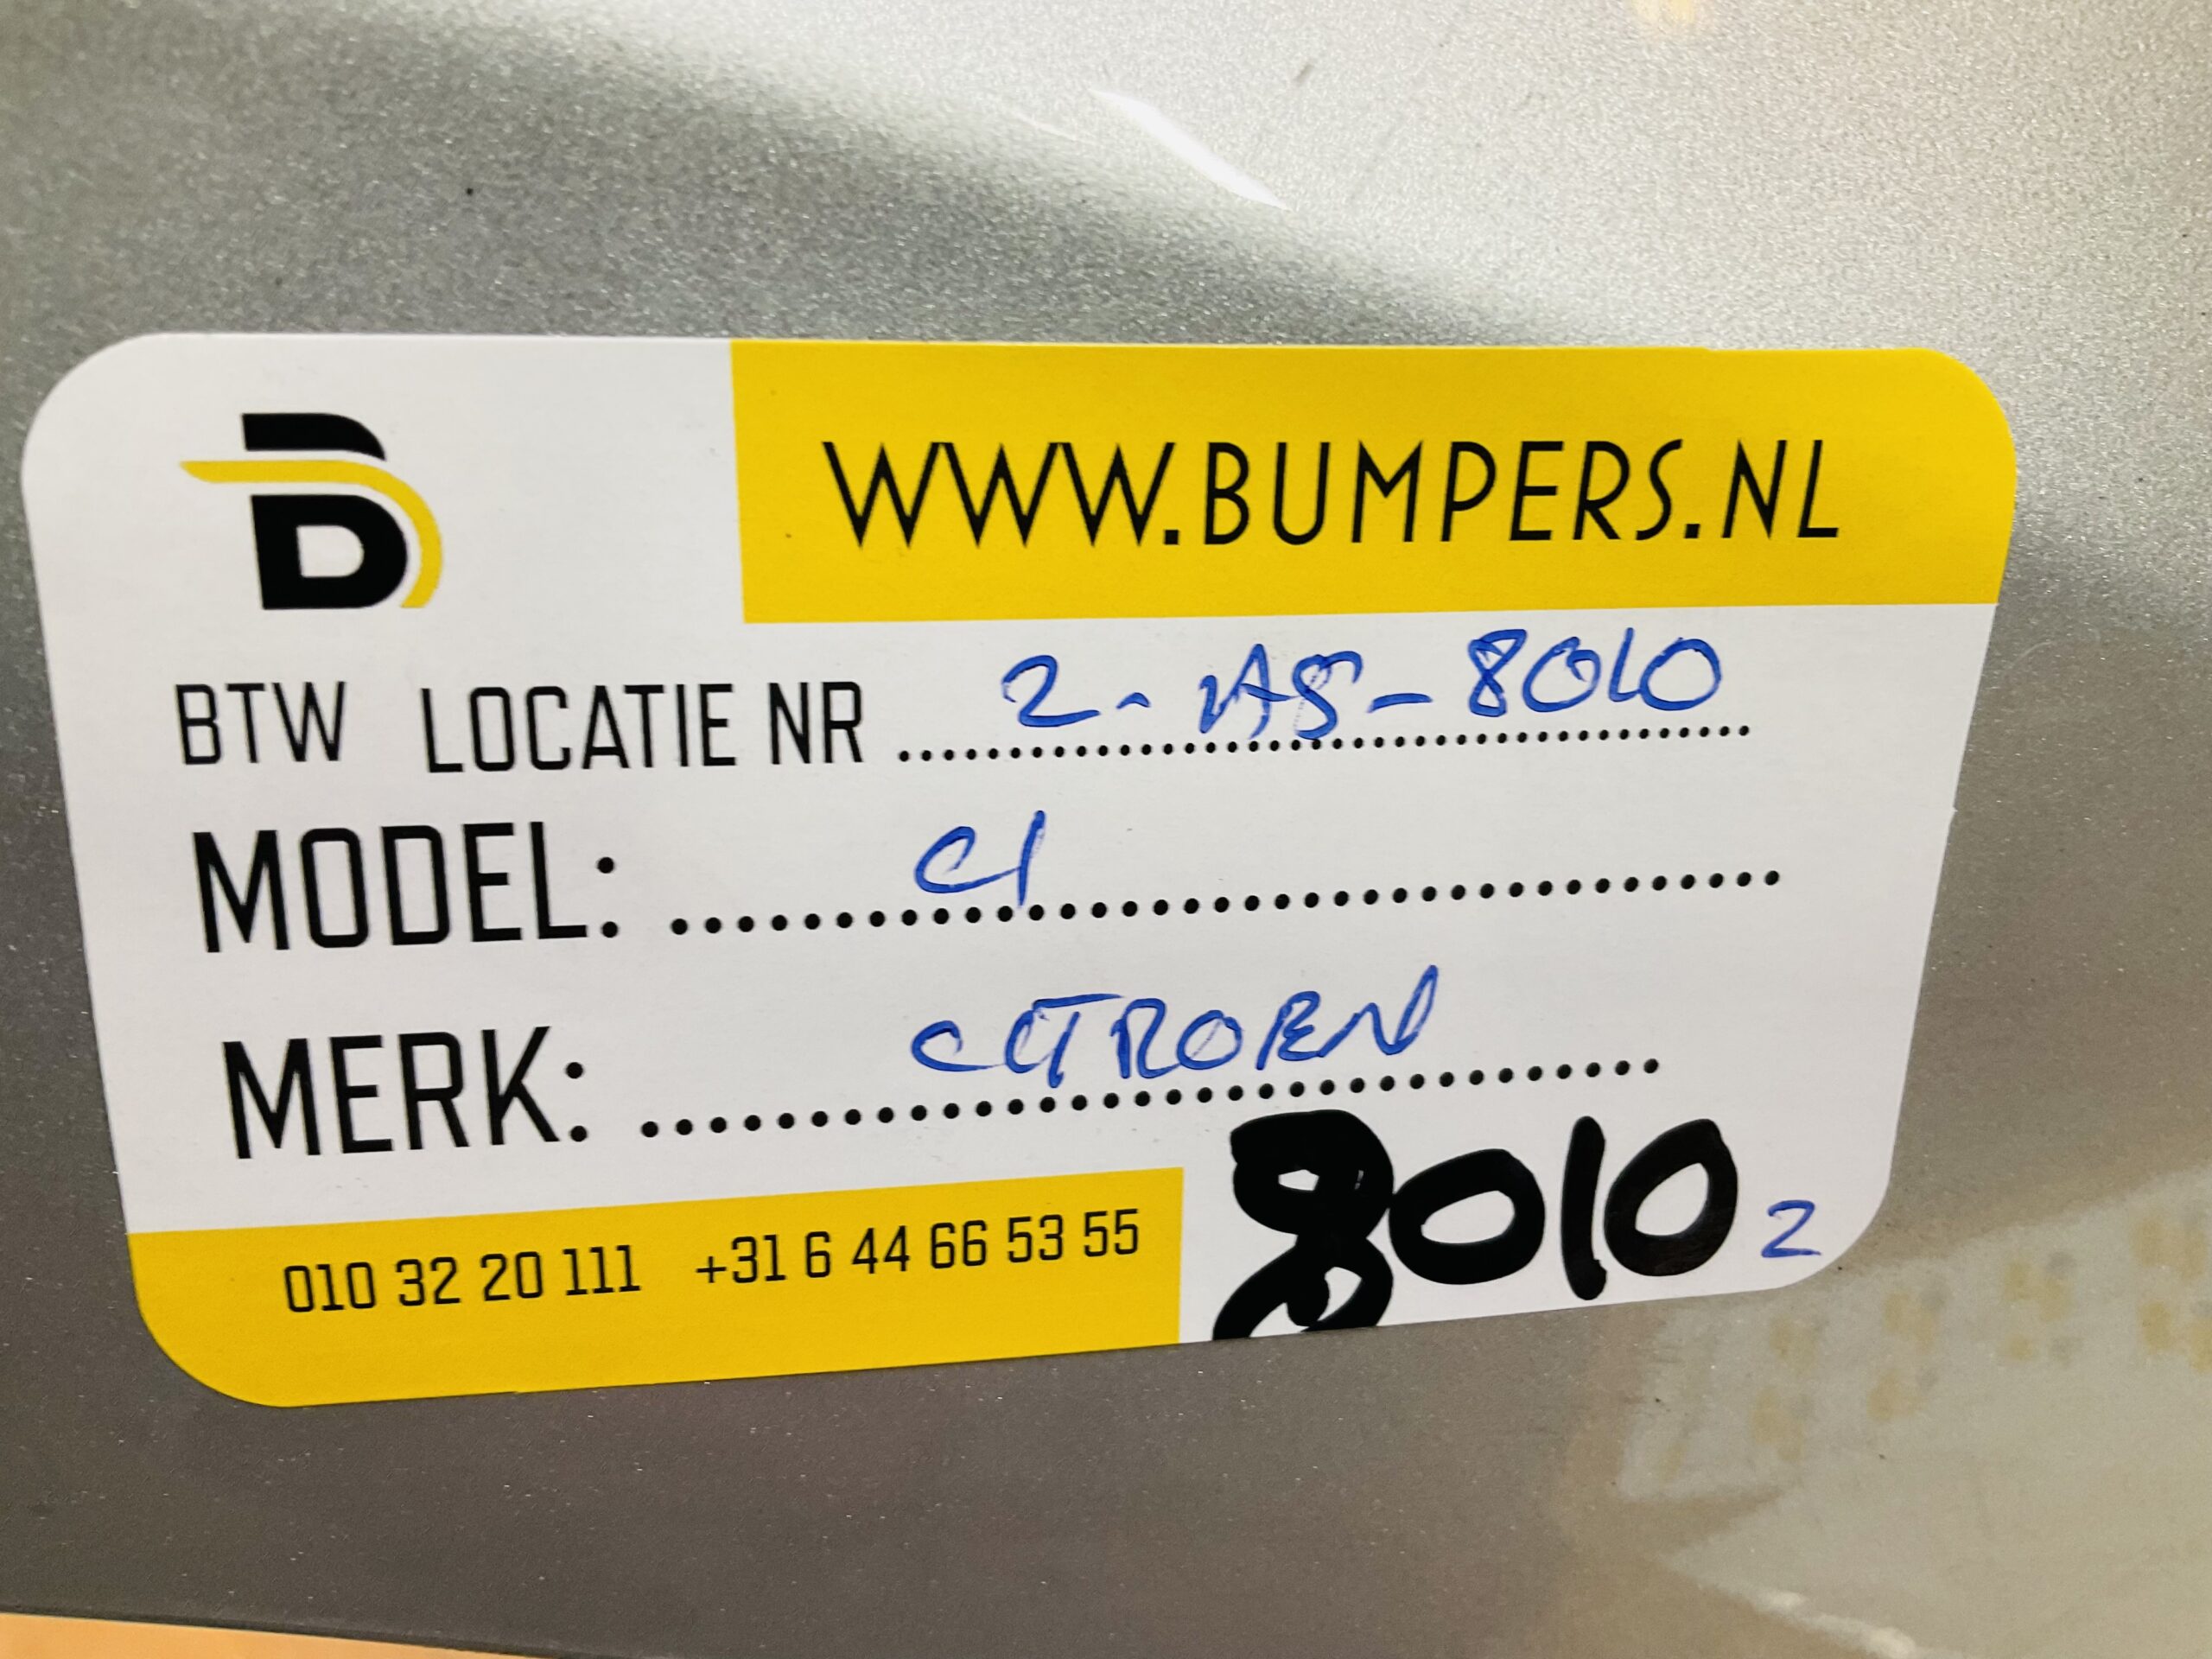 B WWW.BUMPERS.NL
BTW LOCATIE NR 2-AS-8010
MODEL: C1
MERK: CITROEN
010 32 20 111 +31 6 44 66 53 55 8010 2